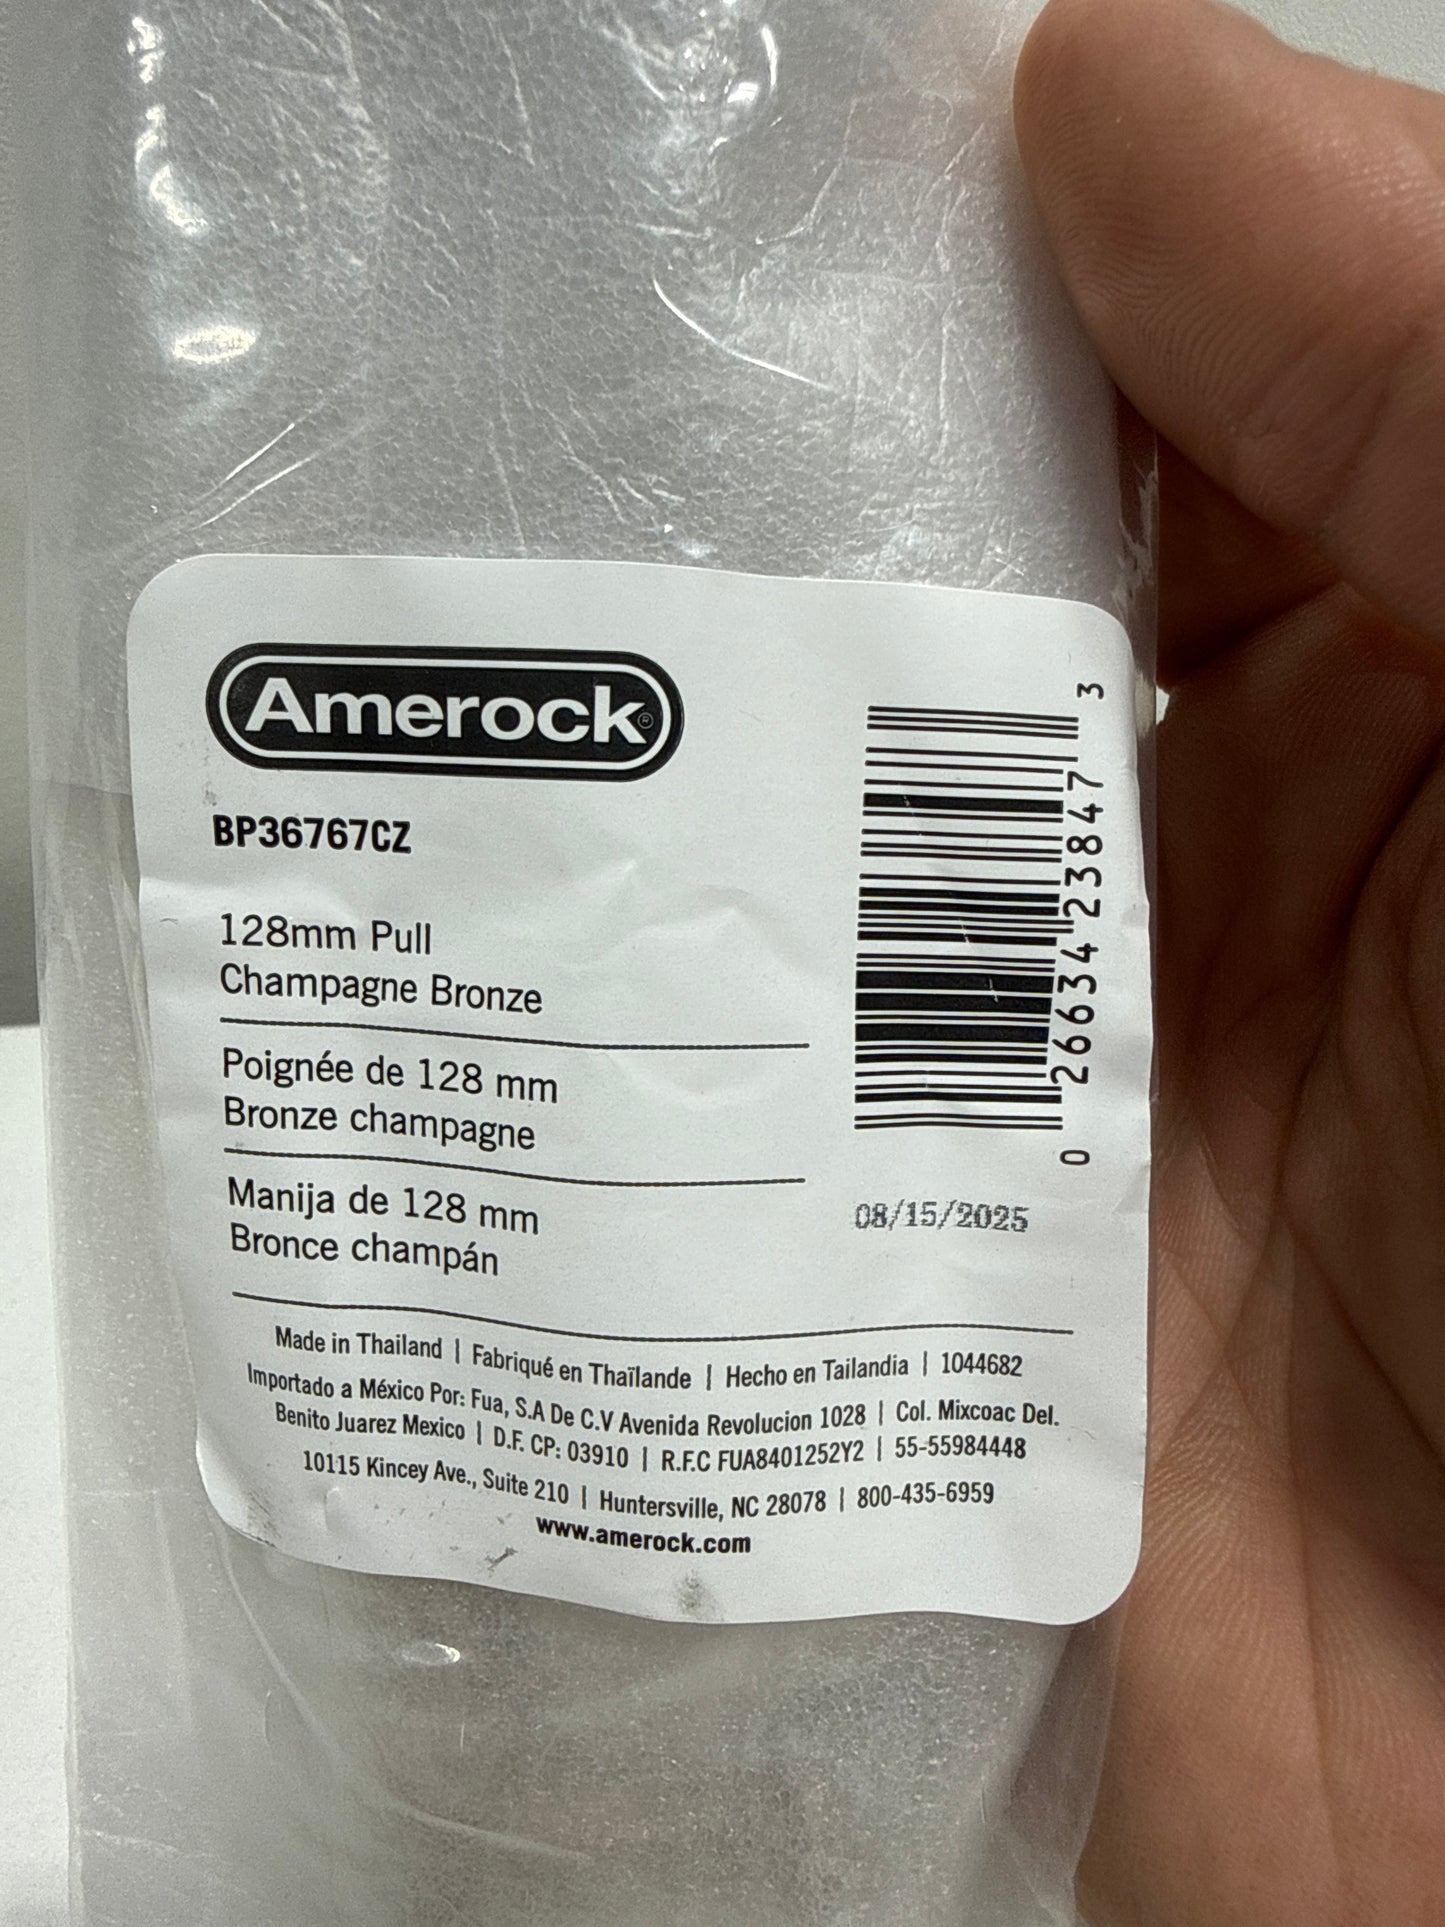 Amerock®
BP36767CZ
128mm Pull
Champagne Bronze
Poignée de 128 mm
Bronze champagne
Manija de 128 mm
Bronce champán
0 26634 23847 3
08/15/2025
Made in Thailand | Fabriqué en Thaïlande | Hecho en Tailandia | 1044682
Importado a México Por: Fua, S.A De C.V Avenida Revolucion 1028 | Col. Mixcoac Del.
Benito Juarez Mexico | D.F. CP: 03910 | R.F.C FUA8401252Y2 | 55-55984448
10115 Kincey Ave., Suite 210 | Huntersville, NC 28078 | 800-435-6959
www.amerock.com